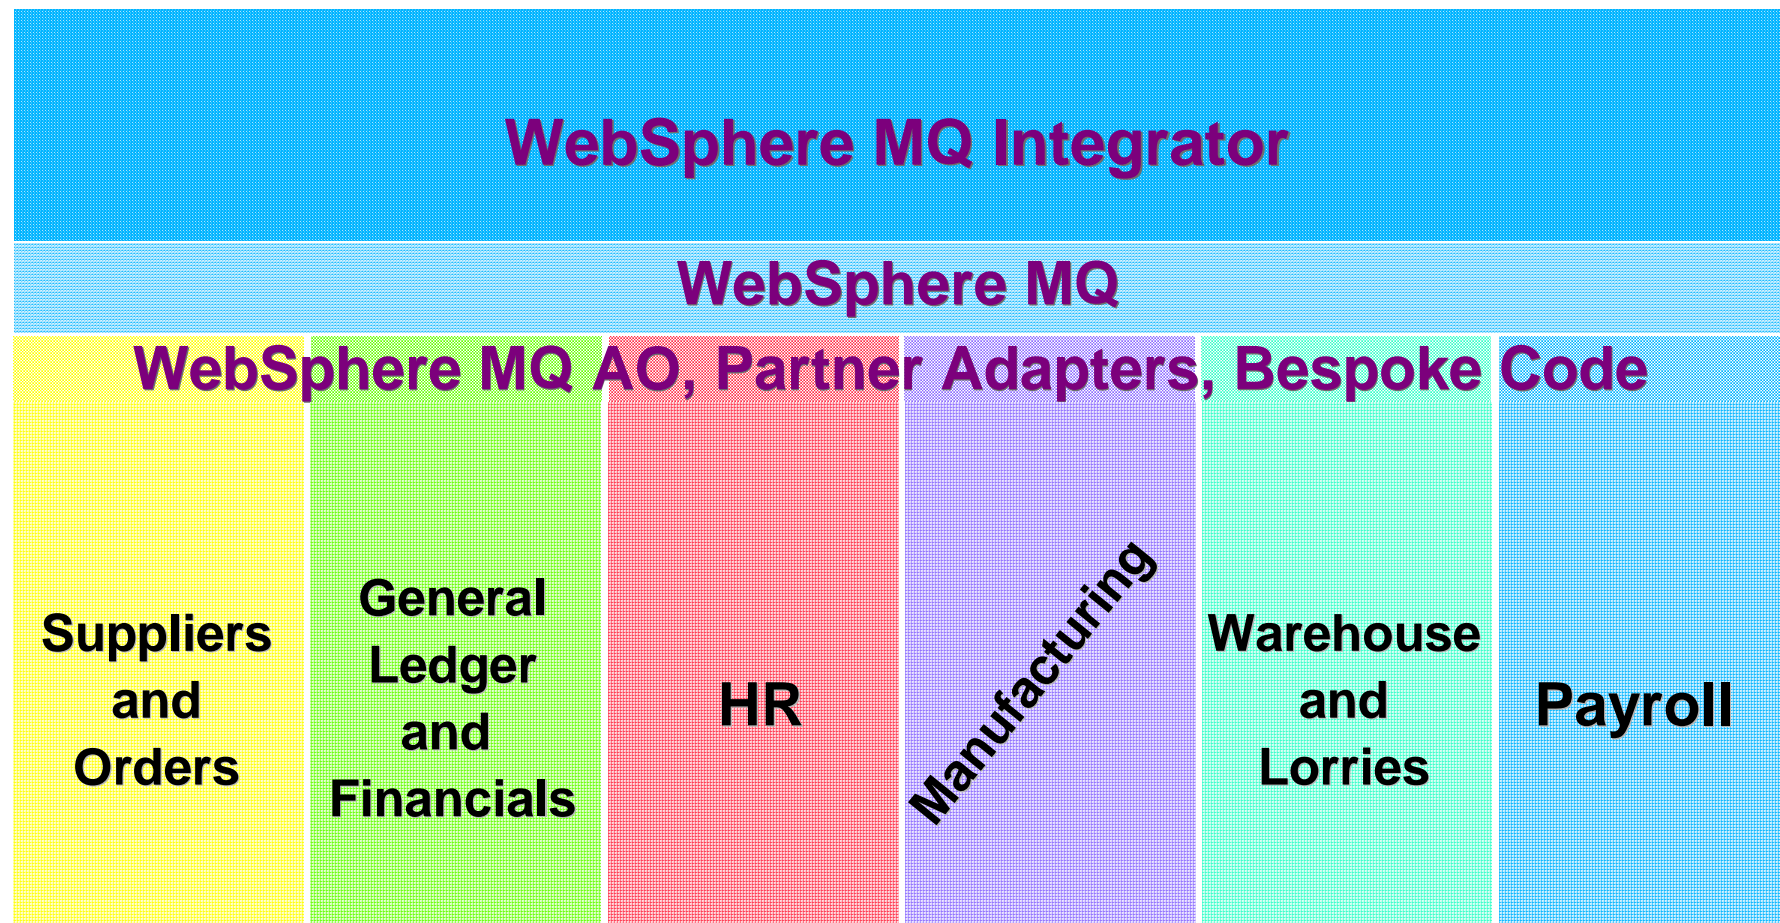 WebSphere MQ Integrator
WebSphere MQ
WebSphere MQ AO, Partner Adapters, Bespoke Code
Suppliers
and
Orders
General
Ledger
and
Financials
HR
Manufacturing
Warehouse
and
Lorries
Payroll